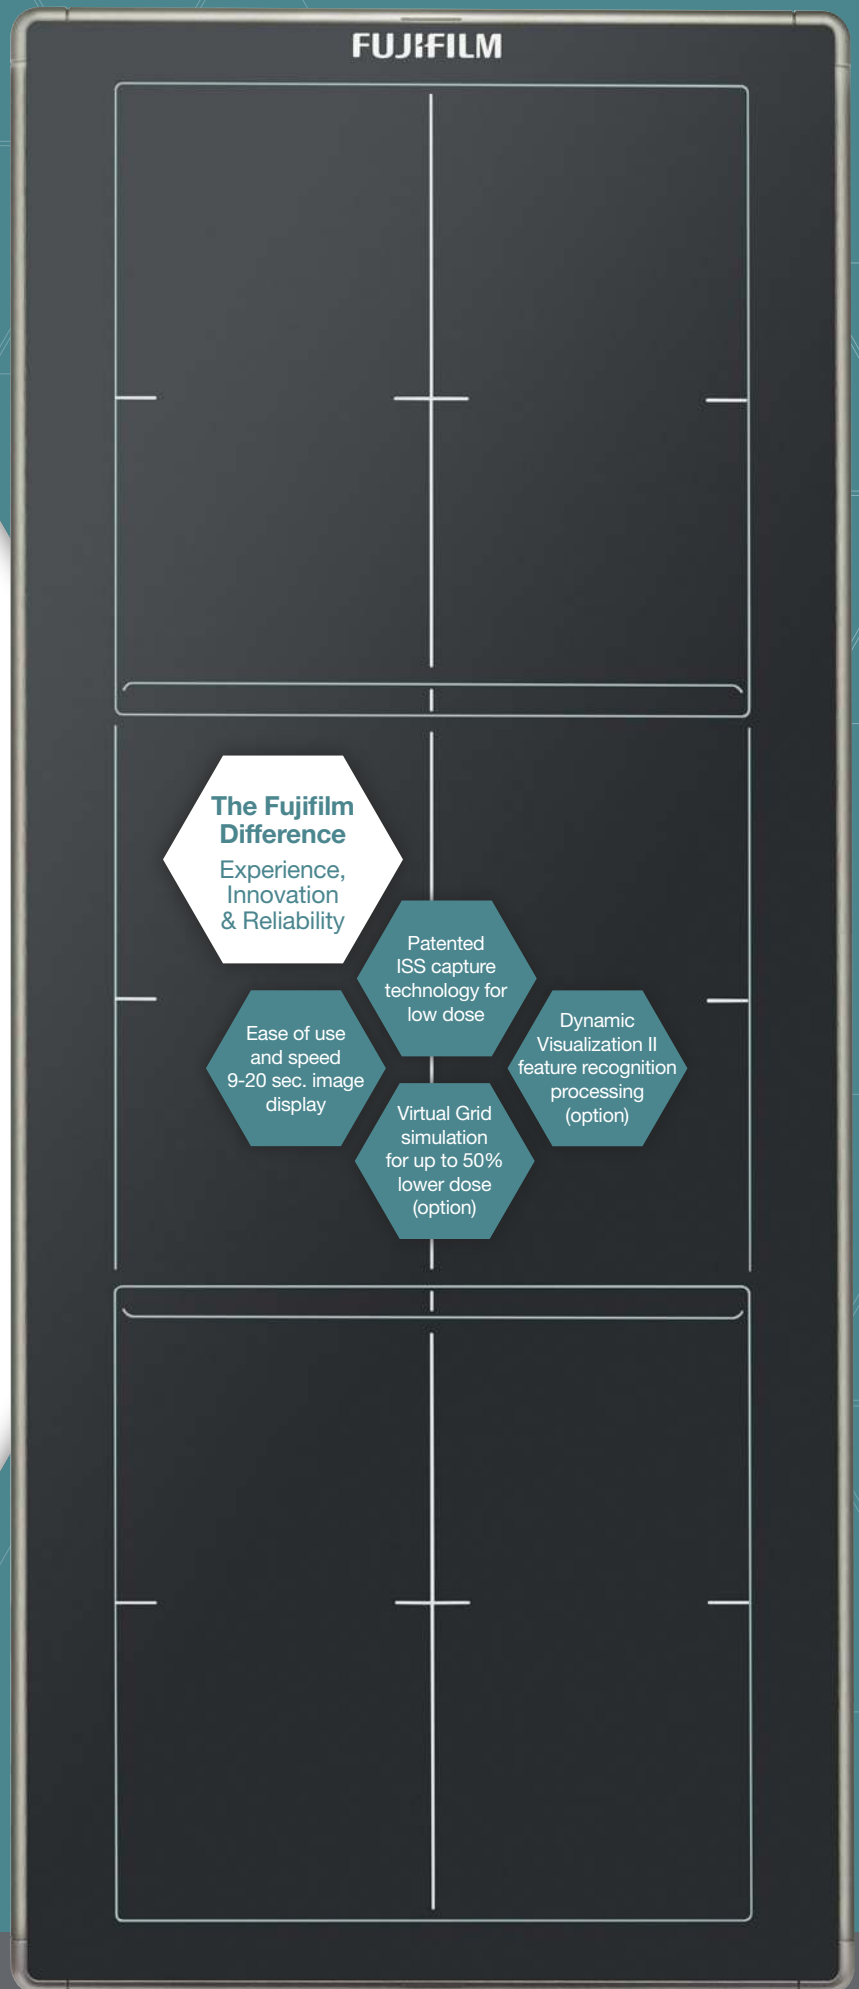 FUJIFILM
The Fujifilm
Difference
Experience,
Innovation
& Reliability
Patented
ISS capture
technology for
low dose
Ease of use
and speed
9-20 sec. image
display
Dynamic
Visualization II
feature recognition
processing
(option)
Virtual Grid
simulation
for up to 50%
lower dose
(option)